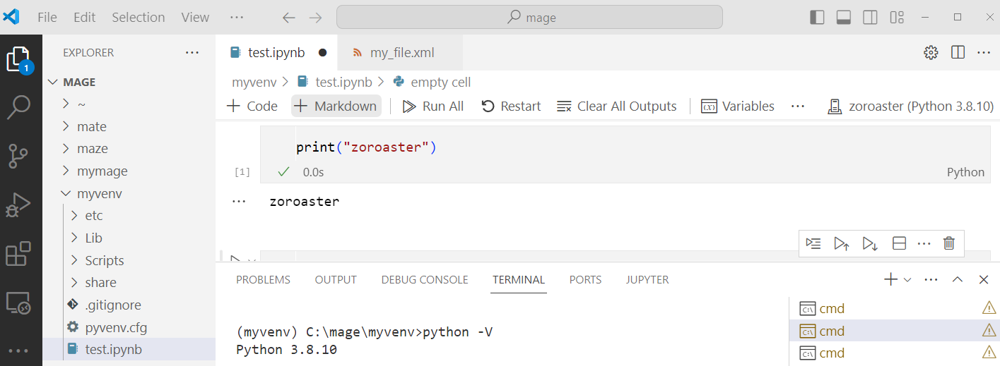 File Edit Selection View ··· mage
EXPLORER ···
1
MAGE
~
mate
maze
mymage
myvenv
etc
Lib
Scripts
share
.gitignore
pyvenv.cfg
test.ipynb
test.ipynb my_file.xml
myvenv > test.ipynb > empty cell
+ Code + Markdown Run All Restart Clear All Outputs Variables ··· zoroaster (Python 3.8.10)
print("zoroaster")
[1] 0.0s Python
··· zoroaster
PROBLEMS OUTPUT DEBUG CONSOLE TERMINAL PORTS JUPYTER
(myvenv) C:\mage\myvenv>python -V
Python 3.8.10
cmd
cmd
cmd